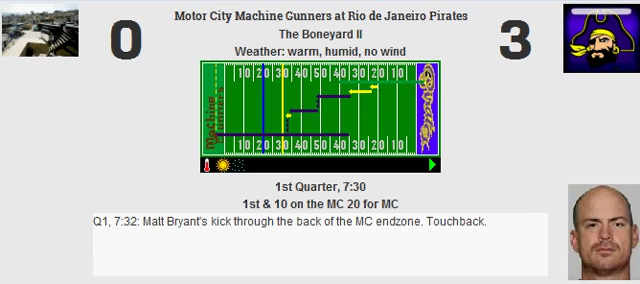 Motor City Machine Gunners at Rio de Janeiro Pirates
The Boneyard II
Weather: warm, humid, no wind
0
3
10 20 30 40 50 40 30 20 10
Machine
Gunners
Pirates
10 20 30 40 50 40 30 20 10
1st Quarter, 7:30
1st & 10 on the MC 20 for MC
Q1, 7:32: Matt Bryant's kick through the back of the MC endzone. Touchback.